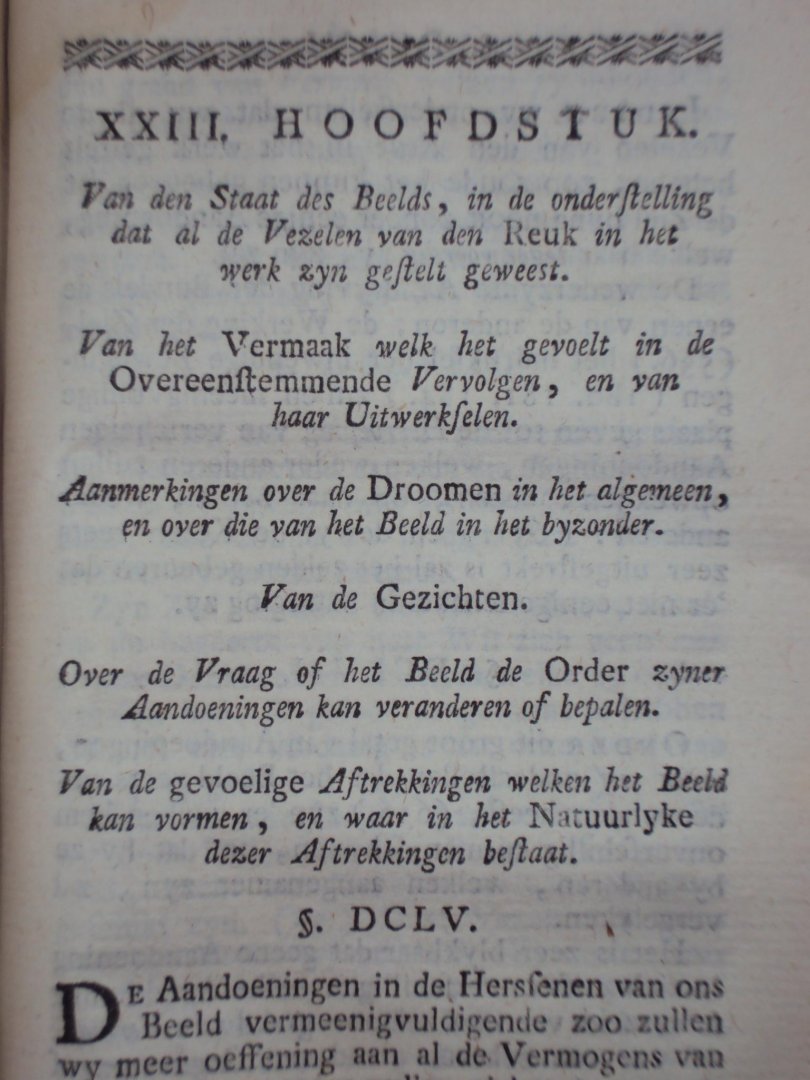 XXIII. HOOFDSTUK.
Van den Staat des Beelds, in de onderſtelling
dat al de Vezelen van den Reuk in het
werk zyn geſtelt geweest.
Van het Vermaak welk het gevoelt in de
Overeenſtemmende Vervolgen, en van
haar Uitwerkſelen.
Aanmerkingen over de Droomen in het algemeen,
en over die van het Beeld in het byzonder.
Van de Gezichten.
Over de Vraag of het Beeld de Order zyner
Aandoeningen kan veranderen of bepalen.
Van de gevoelige Aftrekkingen welken het Beeld
kan vormen, en waar in het Natuurlyke
dezer Aftrekkingen beſtaat.
§. DCLV.
DE Aandoeningen in de Herſenen van ons
Beeld vermeenigvuldigende zoo zullen
wy meer oeffening aan al de Vermogens van